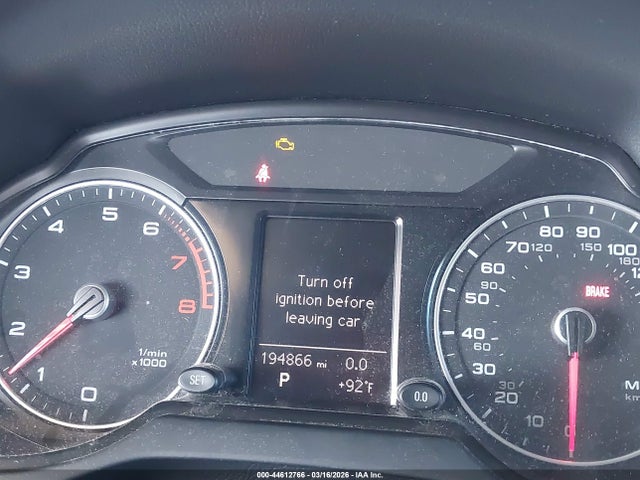 0
1
2
3
4
5
6
7
8
1/min
x1000
SET
Turn off
ignition before
leaving car
194866 mi 0.0
P +92°F
0.0
10
20
30
30
40
60
50
60
90
70
120
80
90
150
100
180
BRAKE
0
000-44612766 - 03/16/2026 - IAA Inc.